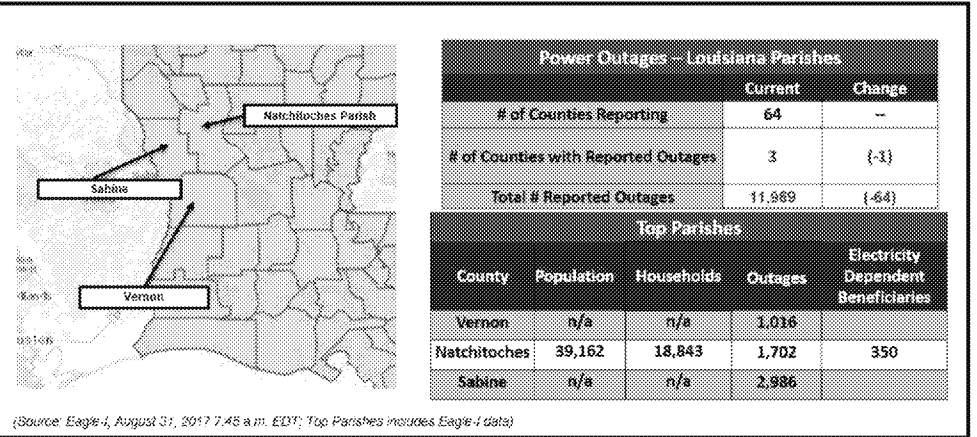 Natchitoches Parish
Sabine
Vernon
Power Outages – Louisiana Parishes
Current Change
# of Counties Reporting 64 --
# of Counties with Reported Outages 3 (-1)
Total # Reported Outages 11,989 (-64)
Top Parishes
County Population Households Outages Electricity Dependent Beneficiaries
Vernon n/a n/a 1,016
Natchitoches 39,162 18,843 1,702 350
Sabine n/a n/a 2,986
(Source: Eagle-I, August 31, 2017 7:45 a.m. EDT; Top Parishes includes Eagle-I data)